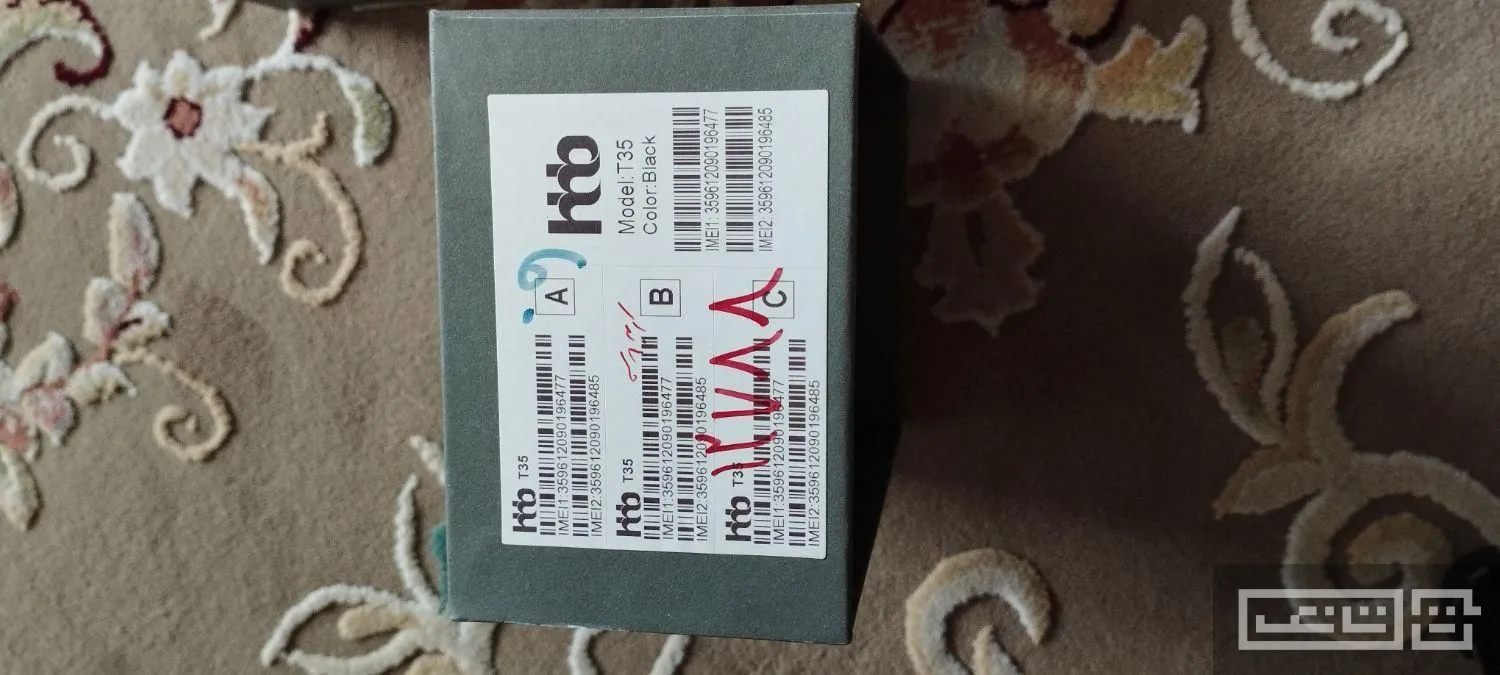 hhb
Model:T35
Color:Black
IMEI1: 359612090196477
IMEI2: 359612090196485
A
hhb T35
IMEI1:359612090196477
IMEI2:359612090196485
B
hhb T35
IMEI1:359612090196477
IMEI2:359612090196485
C
hhb T35
IMEI1:359612090196477
IMEI2:359612090196485